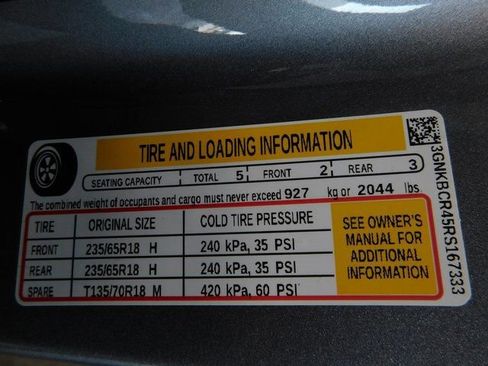 TIRE AND LOADING INFORMATION
SEATING CAPACITY TOTAL 5 FRONT 2 REAR 3
The combined weight of occupants and cargo must never exceed 927 kg or 2044 lbs.
TIRE ORIGINAL SIZE COLD TIRE PRESSURE
FRONT 235/65R18 H 240 kPa, 35 PSI
REAR 235/65R18 H 240 kPa, 35 PSI
SPARE T135/70R18 M 420 kPa, 60 PSI
SEE OWNER'S
MANUAL FOR
ADDITIONAL
INFORMATION
3GNKBCR45RS167333